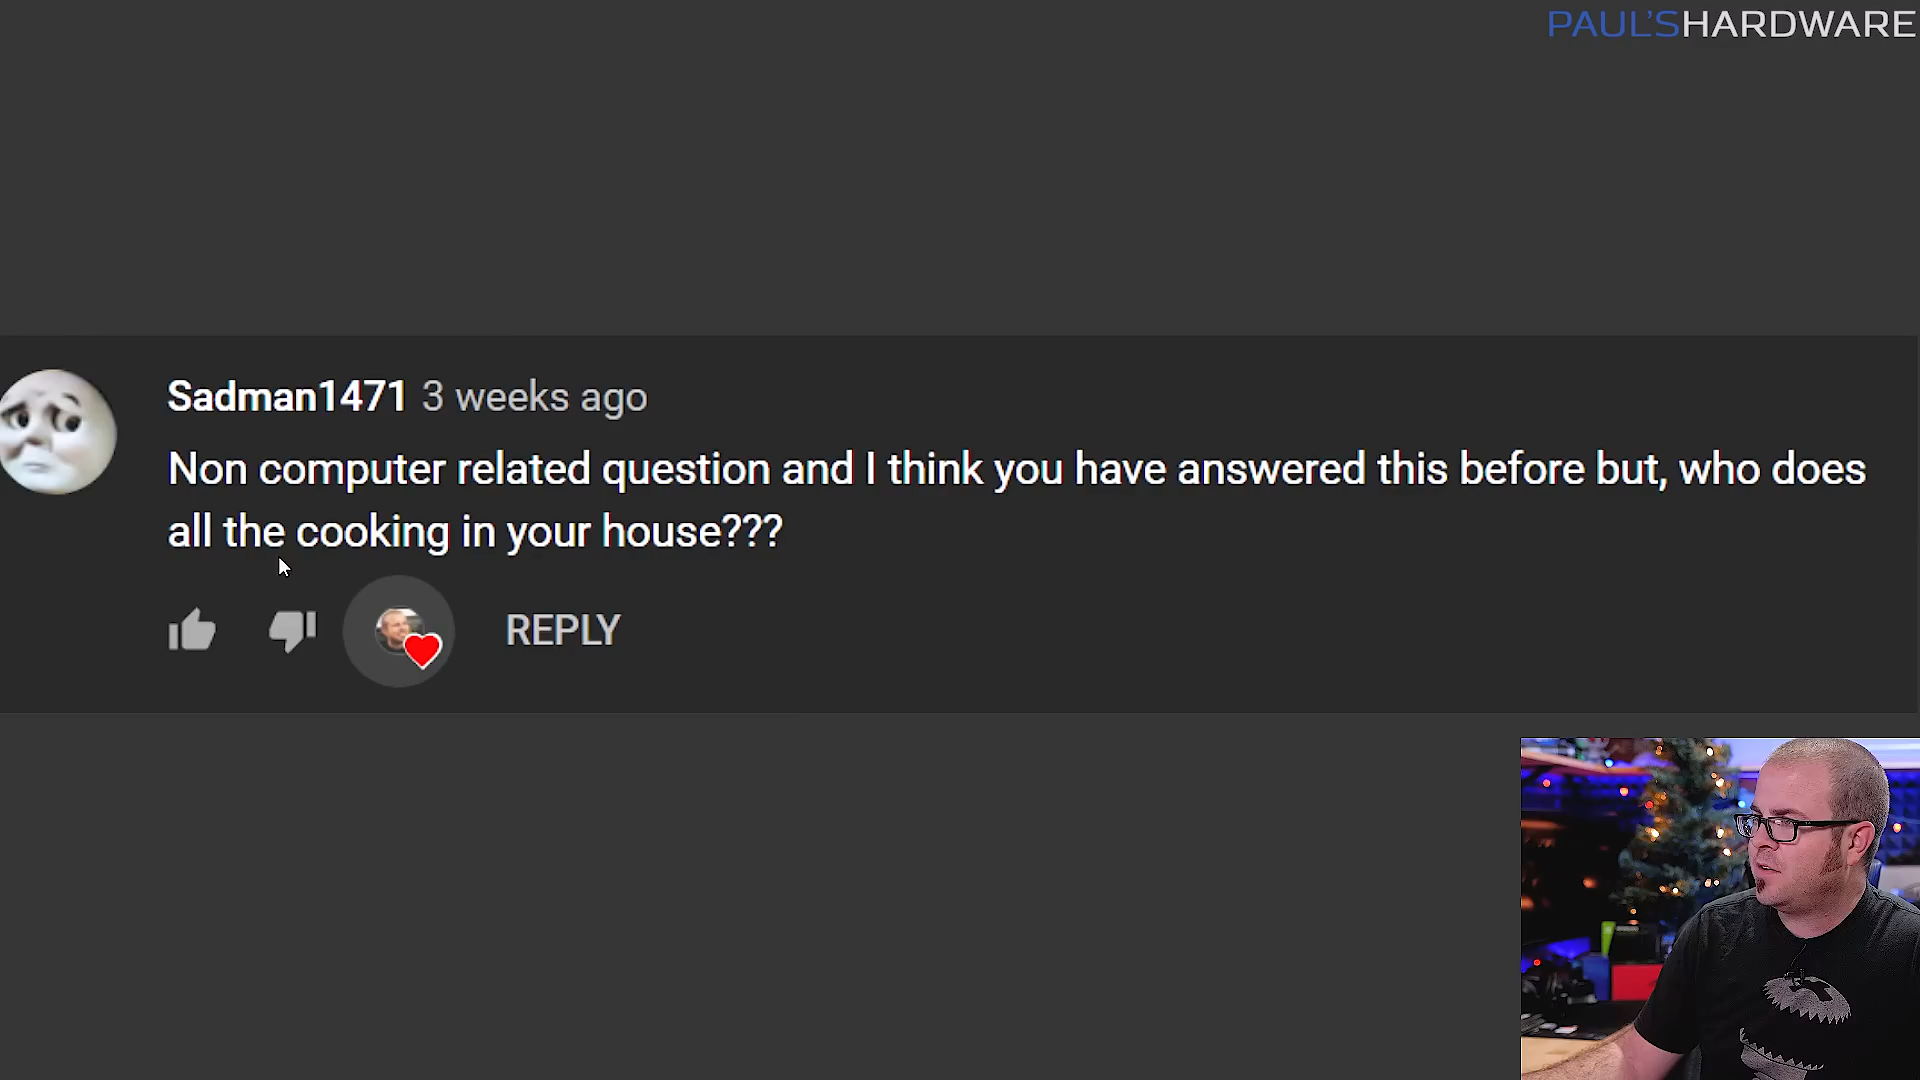 PAUL'SHARDWARE
Sadman1471 3 weeks ago
Non computer related question and I think you have answered this before but, who does
all the cooking in your house???
REPLY